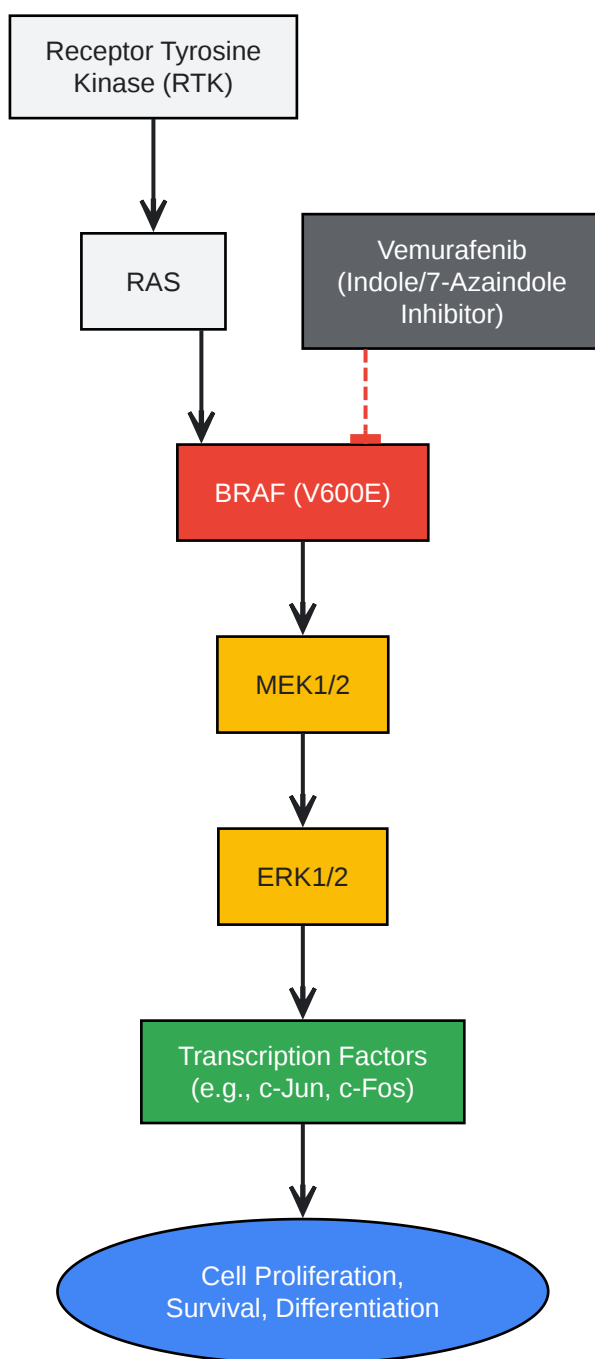 Receptor Tyrosine
Kinase (RTK)
RAS
Vemurafenib
(Indole/7-Azaindole
Inhibitor)
BRAF (V600E)
MEK1/2
ERK1/2
Transcription Factors
(e.g., c-Jun, c-Fos)
Cell Proliferation,
Survival, Differentiation